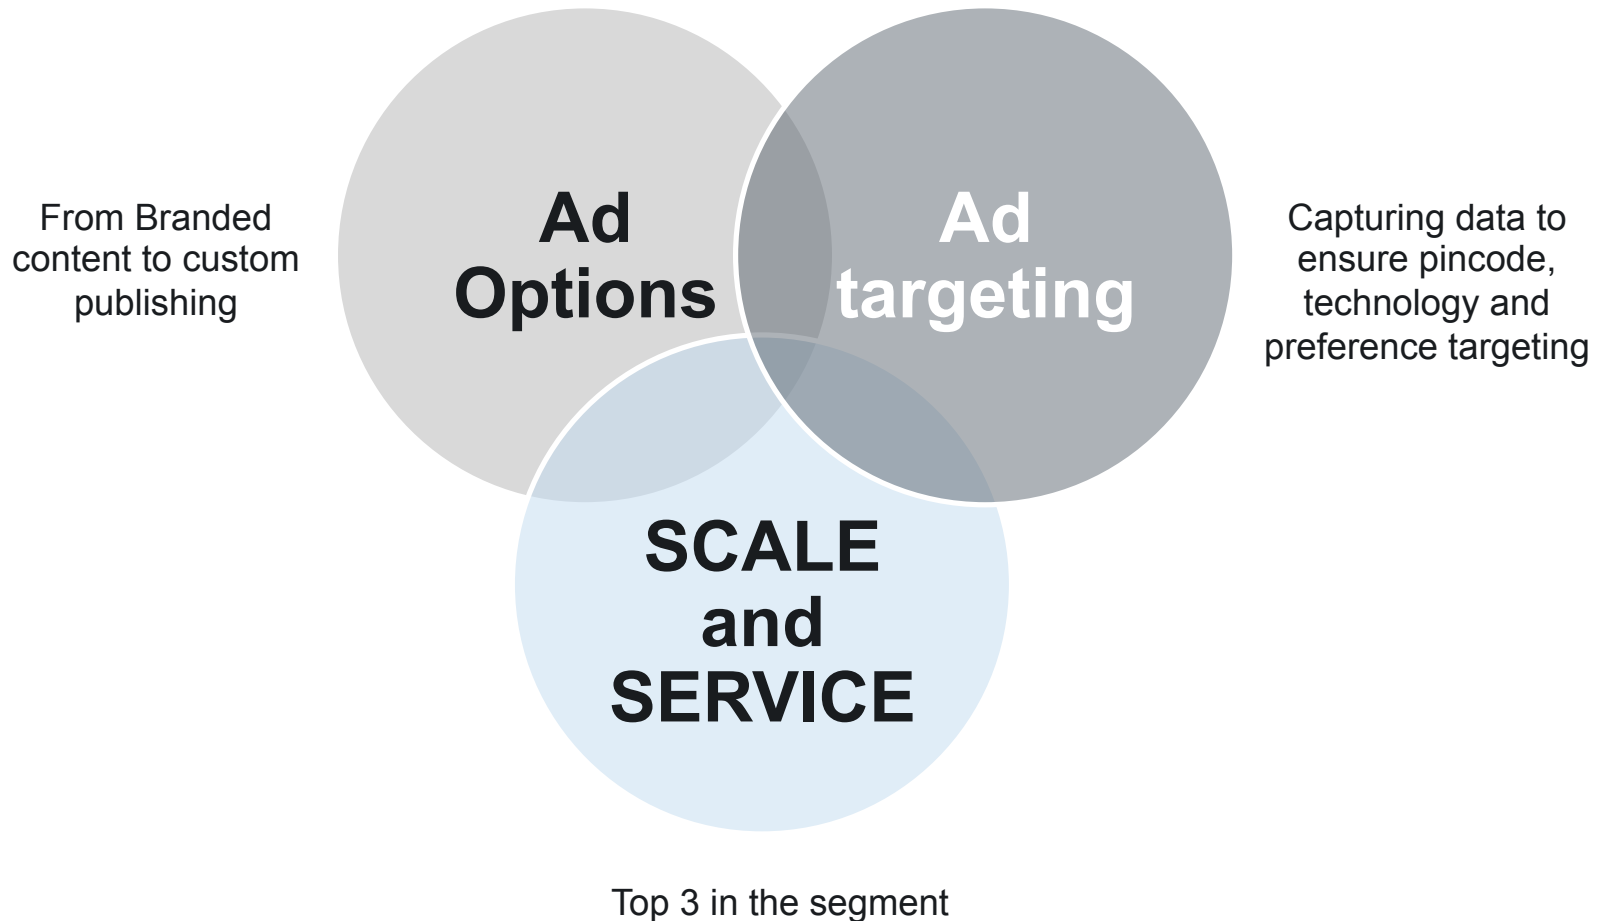 From Branded
content to custom
publishing
Ad
Options
Ad
targeting
Capturing data to
ensure pincode,
technology and
preference targeting
SCALE
and
SERVICE
Top 3 in the segment